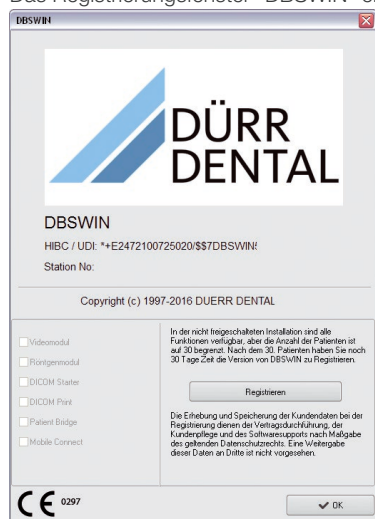 DBSWIN
DÜRR
DENTAL
DBSWIN
HIBC / UDI: *+E2472100725020/$$7DBSWIN
Station No:
Copyright (c) 1997-2016 DUERR DENTAL
Videomodul
Röntgenmodul
DICOM Starter
DICOM Print
Patient Bridge
Mobile Connect
In der nicht freigeschalteten Installation sind alle
Funktionen verfügbar, aber die Anzahl der Patienten ist
auf 30 begrenzt. Nach dem 30. Patienten haben Sie noch
30 Tage Zeit die Version von DBSWIN zu Registrieren.
Registrieren
Die Erhebung und Speicherung der Kundendaten bei der
Registrierung dienen der Vertragsdurchführung, der
Kundenpflege und des Softwaresupports nach Maßgabe
des geltenden Datenschutzrechts. Eine Weitergabe
dieser Daten an Dritte ist nicht vorgesehen.
CE 0297
OK